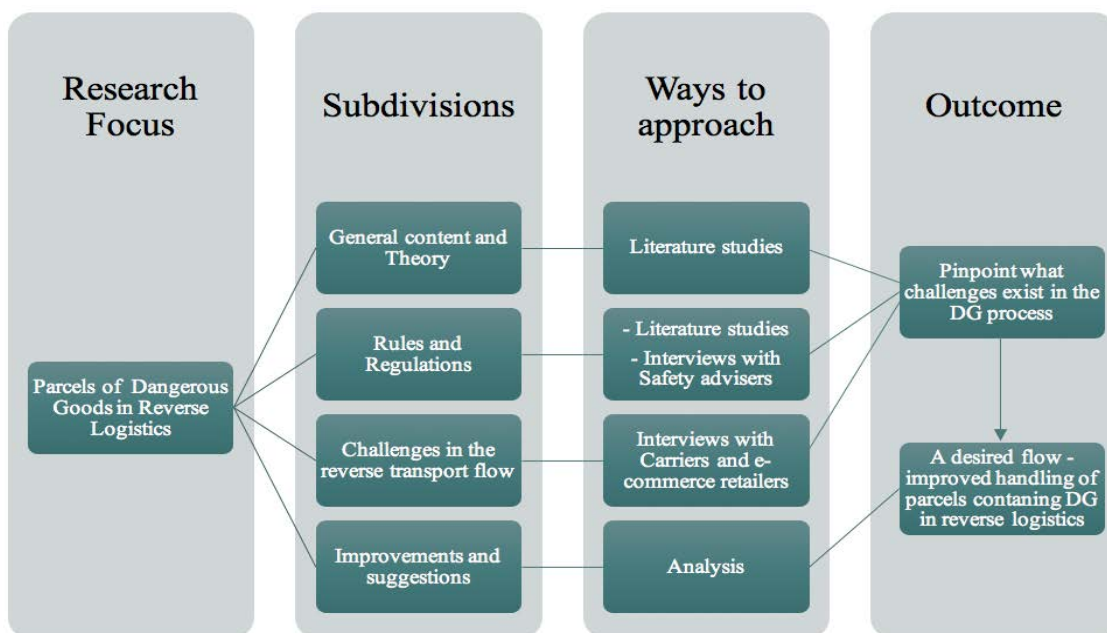 Research
Focus
Parcels of Dangerous
Goods in Reverse
Logistics
Subdivisions
General content and
Theory
Rules and
Regulations
Challenges in the
reverse transport flow
Improvements and
suggestions
Ways to
approach
Literature studies
- Literature studies
- Interviews with
Safety advisers
Interviews with
Carriers and e-
commerce retailers
Analysis
Outcome
Pinpoint what
challenges exist in the
DG process
A desired flow -
improved handling of
parcels contaning DG
in reverse logistics